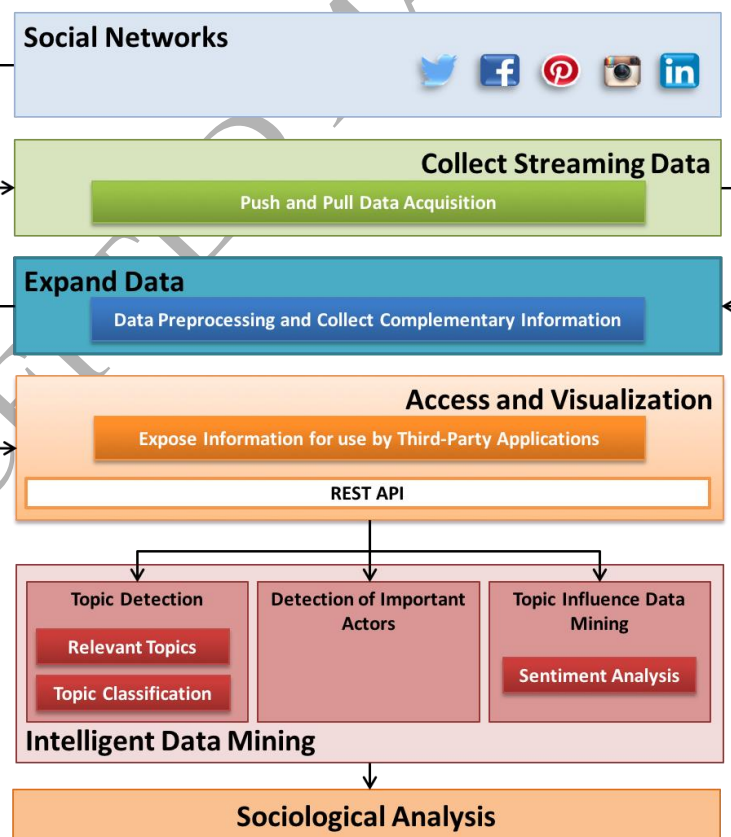 Social Networks
Collect Streaming Data
Push and Pull Data Acquisition
Expand Data
Data Preprocessing and Collect Complementary Information
Access and Visualization
Expose Information for use by Third-Party Applications
REST API
Topic Detection
Relevant Topics
Topic Classification
Detection of Important
Actors
Topic Influence Data
Mining
Sentiment Analysis
Intelligent Data Mining
Sociological Analysis